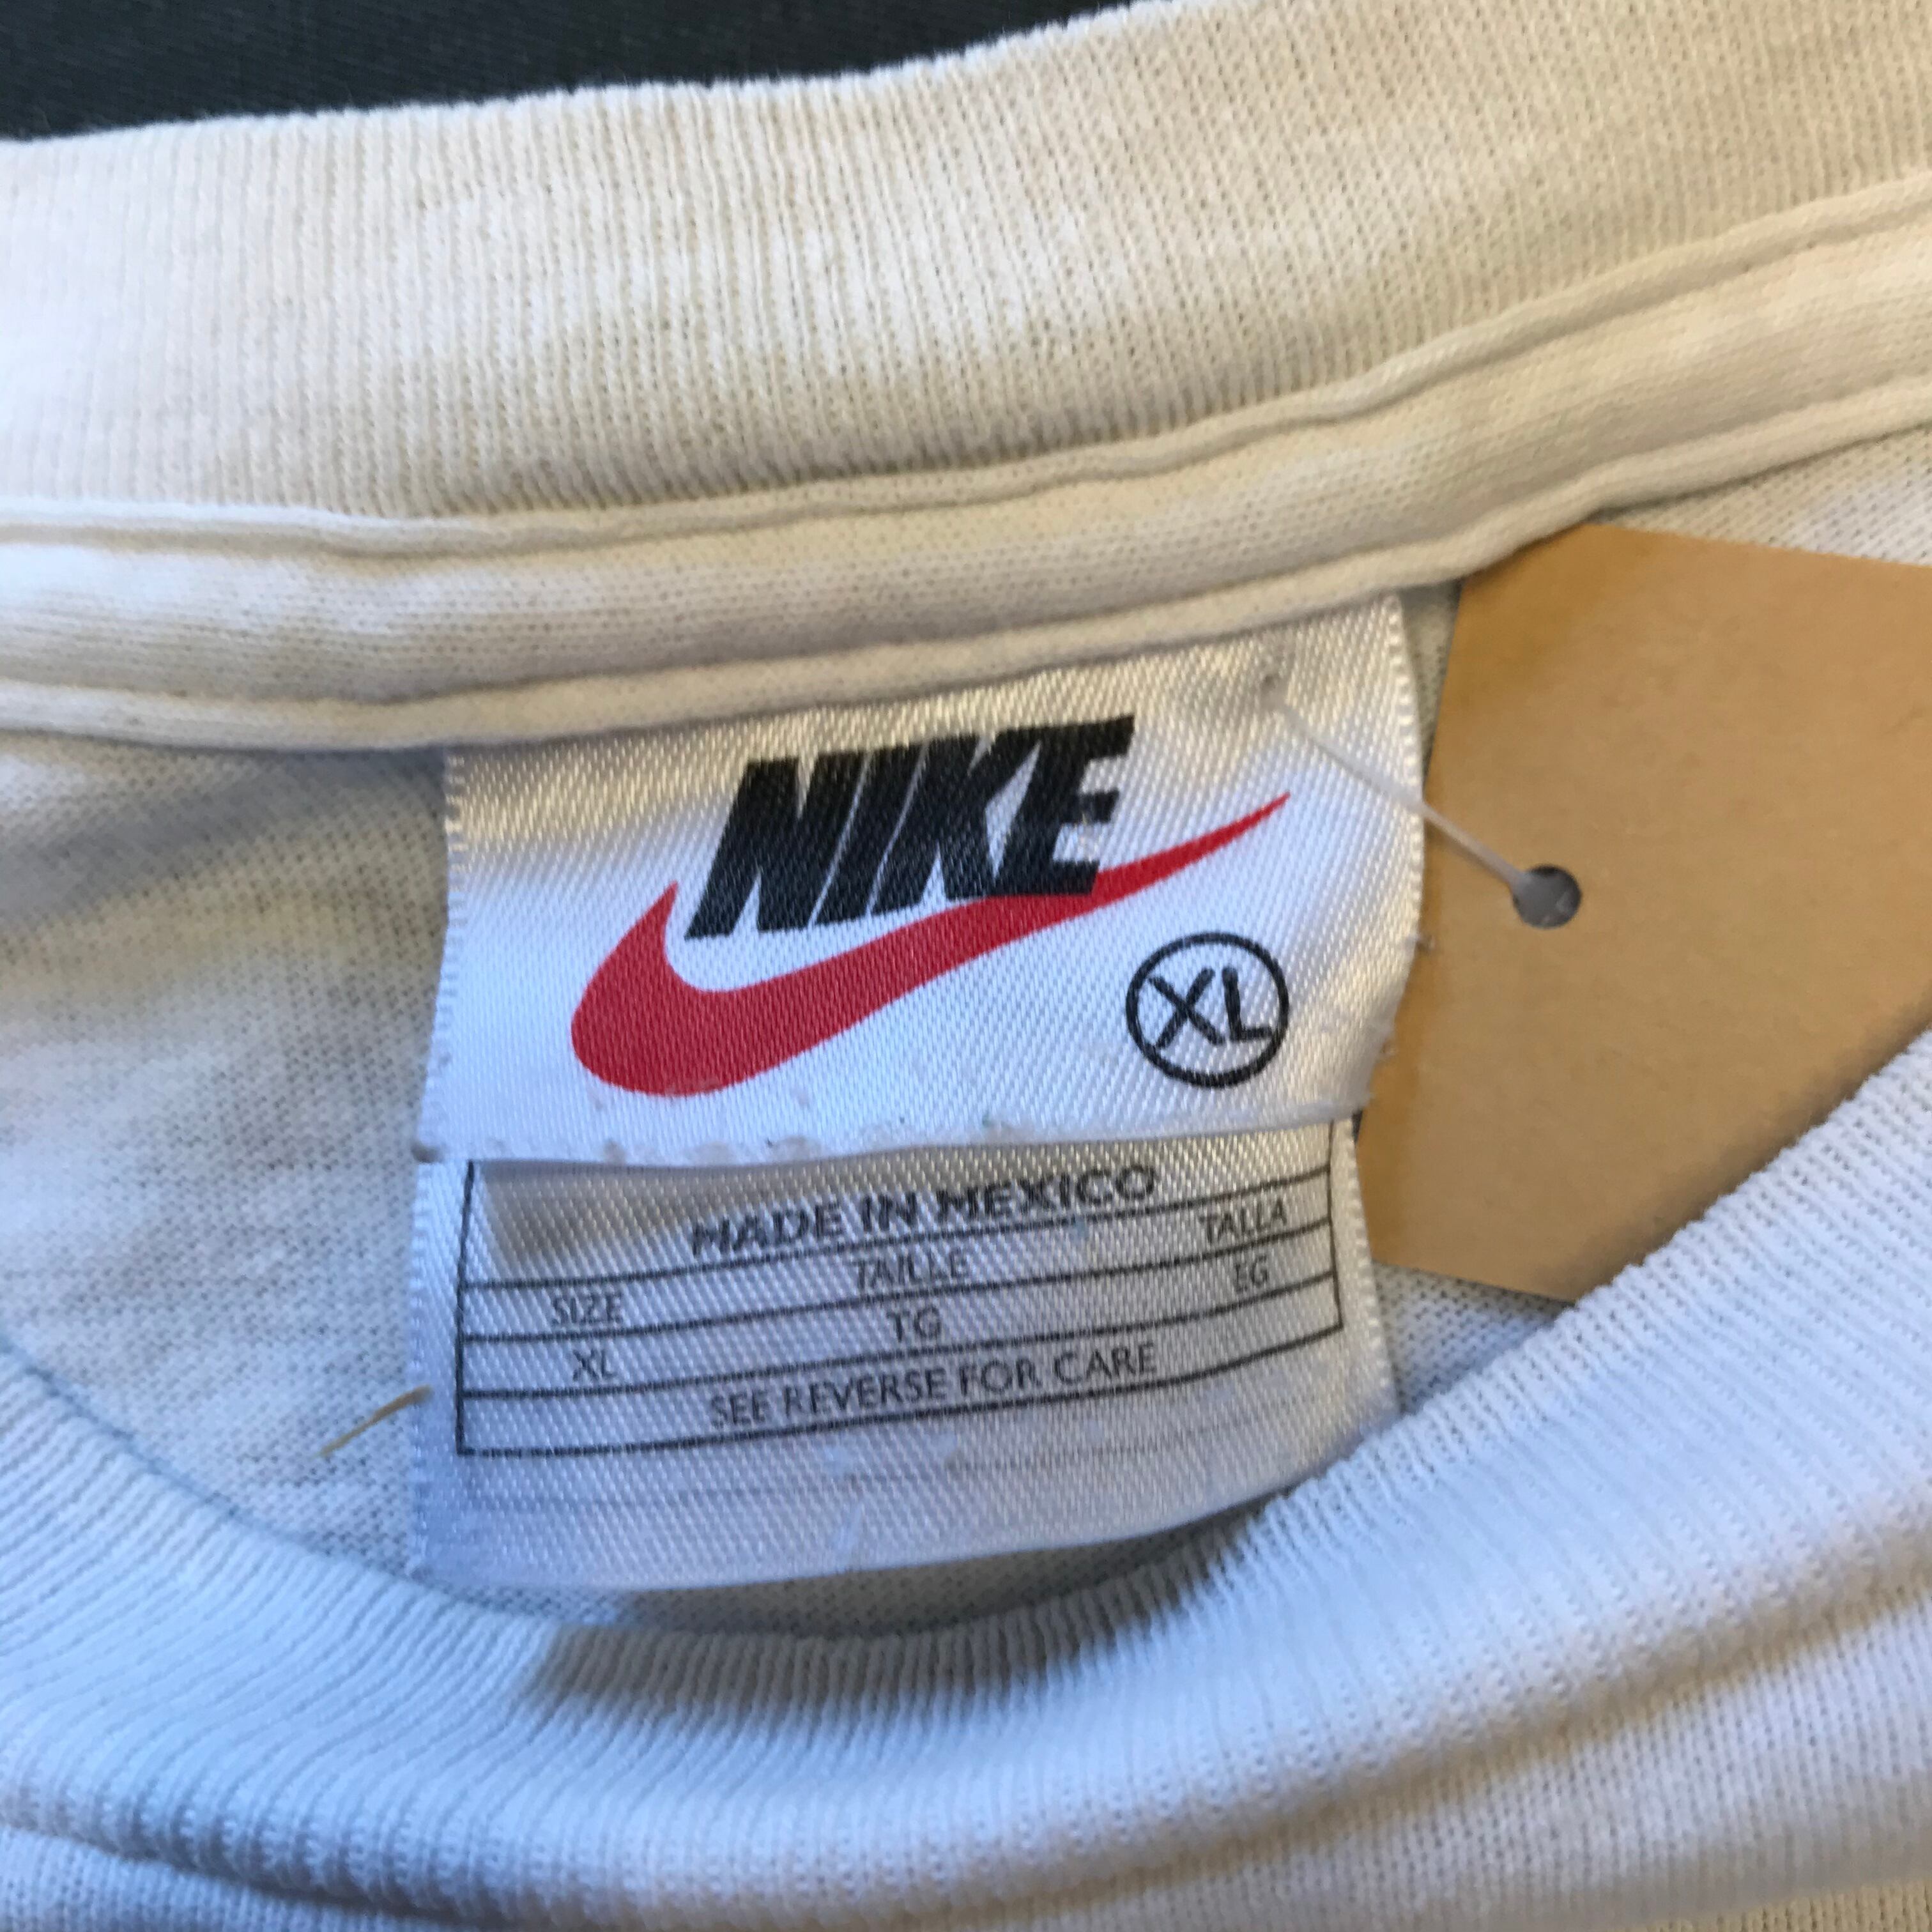 NIKE
XL
MADE IN MEXICO
SIZE TAILLE TALLA
XL TG EG
SEE REVERSE FOR CARE